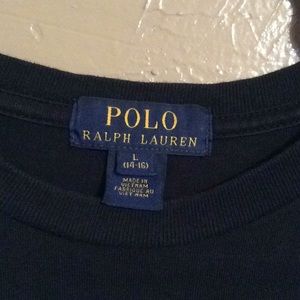 POLO
RALPH LAUREN
L
(14-16)
MADE IN
VIETNAM
FABRIQUE AU
VIET NAM